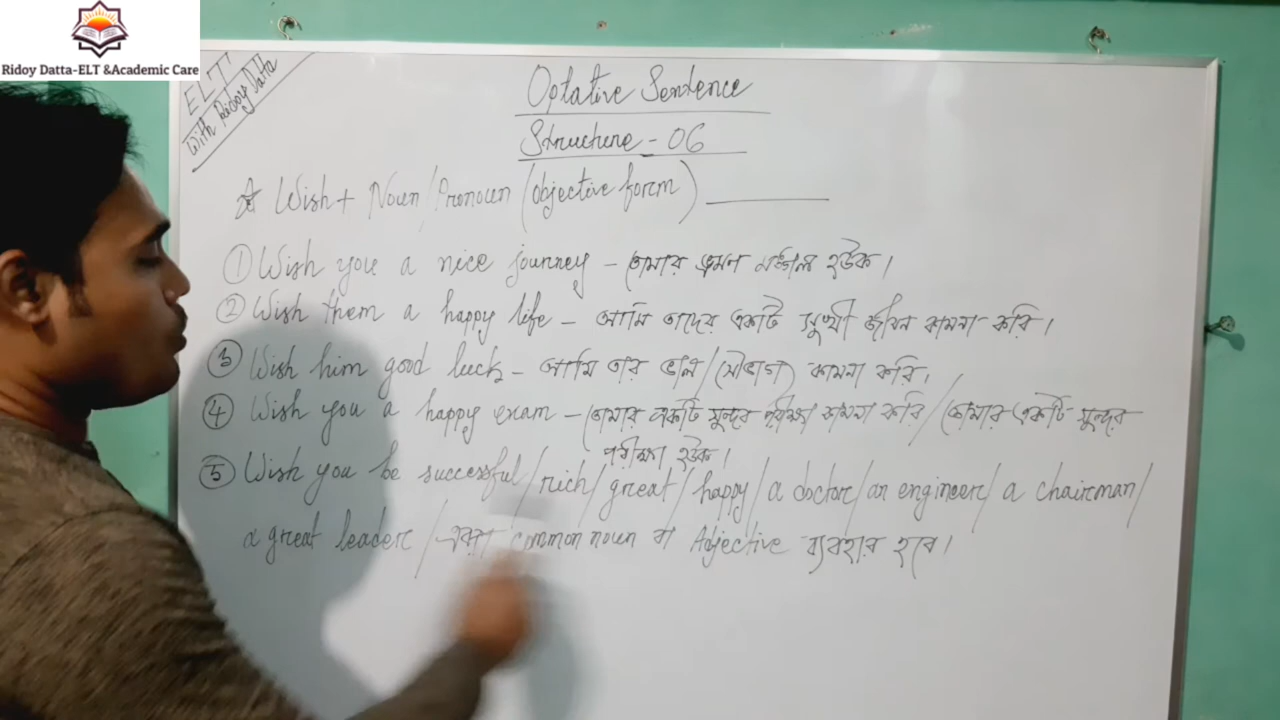 Ridoy Datta-ELT &Academic Care
ELT
With Ridoy Datta
Optative Sentence
Structure - 06
Wish + Noun/Pronoun (objective form) ________
① Wish you a nice journey - তোমার ভ্রমণ মঙ্গল হউক।
② Wish them a happy life - আমি তাদের একটি সুখী জীবন কামনা করি।
③ Wish him good luck - আমি তার ভাল/(সৌভাগ্য) কামনা করি।
④ Wish you a happy exam - তোমার একটি সুন্দর পরীক্ষা কামনা করি/তোমার একটি সুন্দর
পরীক্ষা হউক।
⑤ Wish you be successful/rich/great/happy/a doctor/an engineer/a chairman/
a great leader/ common noun বা Adjective ব্যবহার হবে।